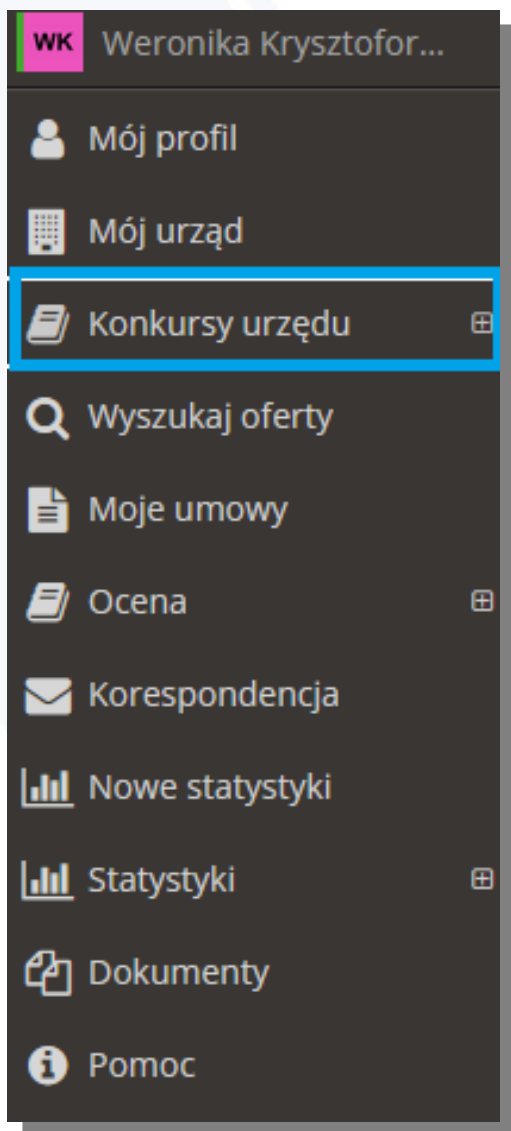 WK Weronika Krysztofor...
Mój profil
Mój urząd
Konkursy urzędu
Wyszukaj oferty
Moje umowy
Ocena
Korespondencja
Nowe statystyki
Statystyki
Dokumenty
Pomoc